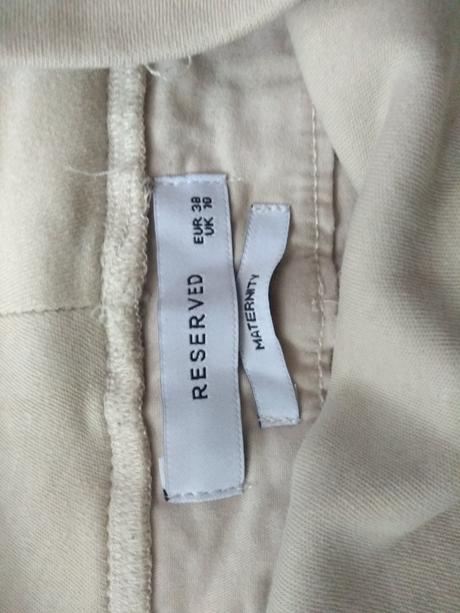 RESERVED
EUR 38
UK 10
MATERNITY